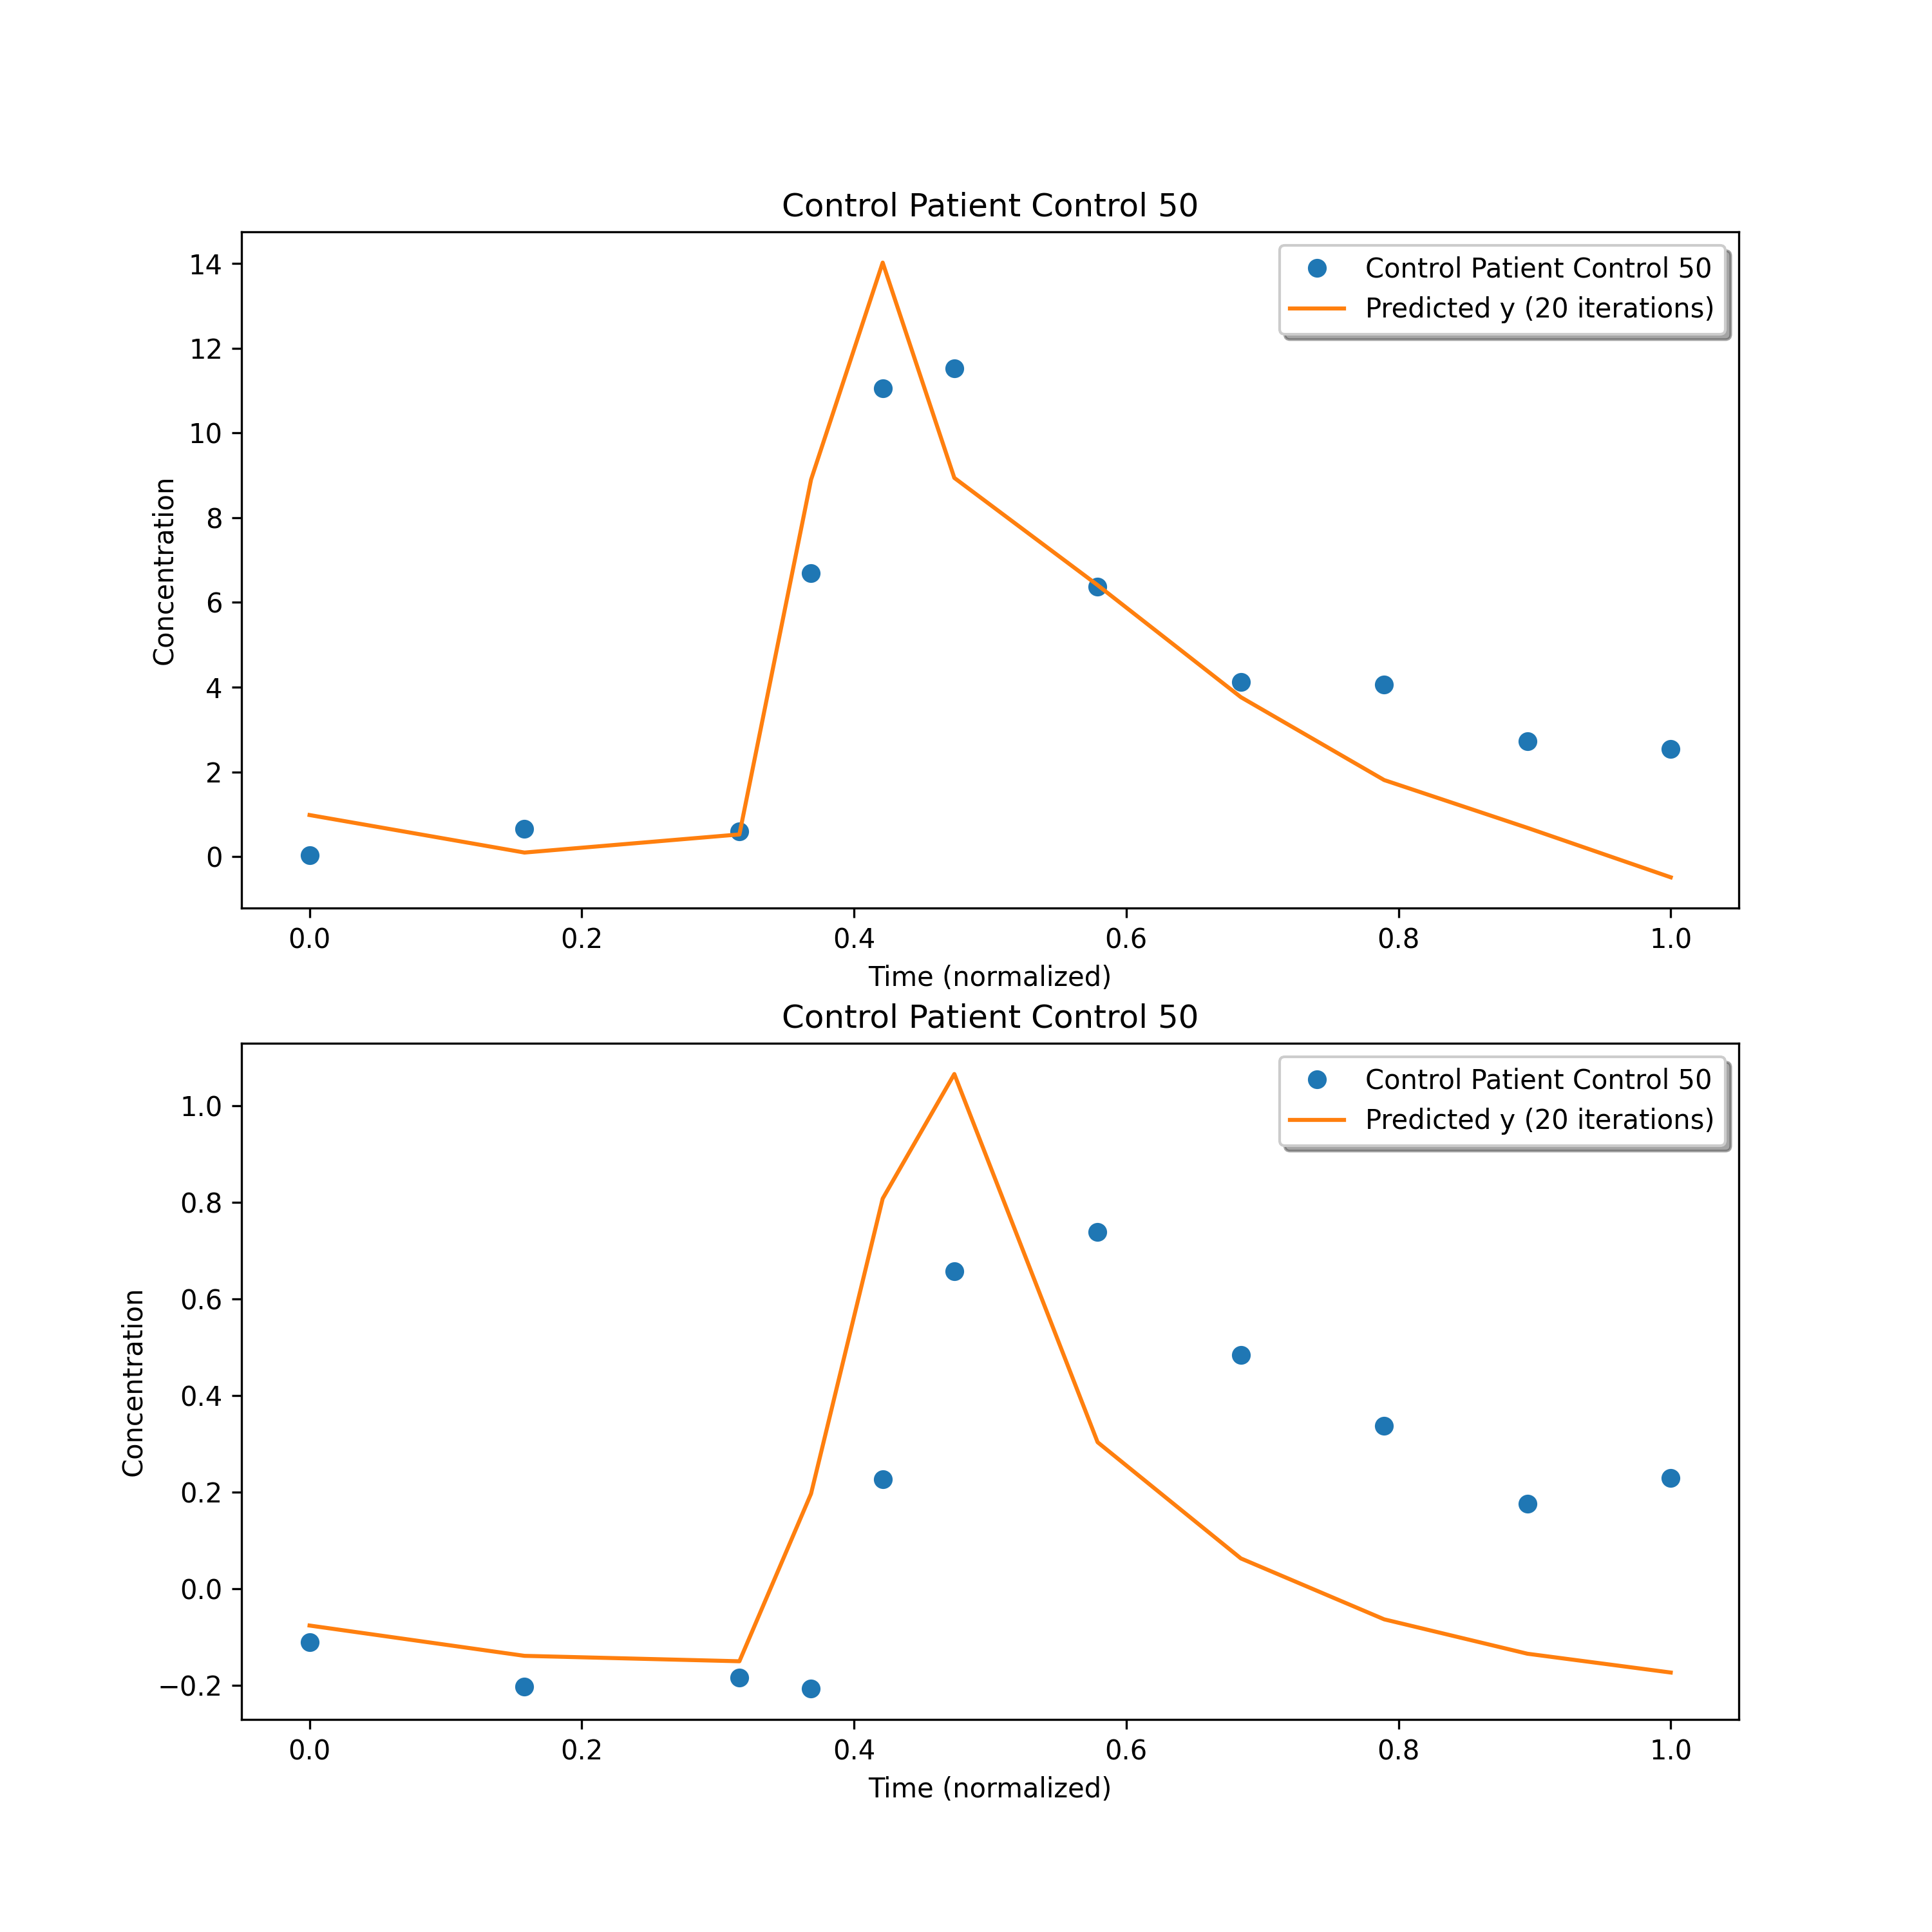 Control Patient Control 50
Control Patient Control 50
Predicted y (20 iterations)
14
12
10
8
6
4
2
0
Concentration
0.0 0.2 0.4 0.6 0.8 1.0
Time (normalized)
Control Patient Control 50
Control Patient Control 50
Predicted y (20 iterations)
1.0
0.8
0.6
0.4
0.2
0.0
−0.2
Concentration
0.0 0.2 0.4 0.6 0.8 1.0
Time (normalized)